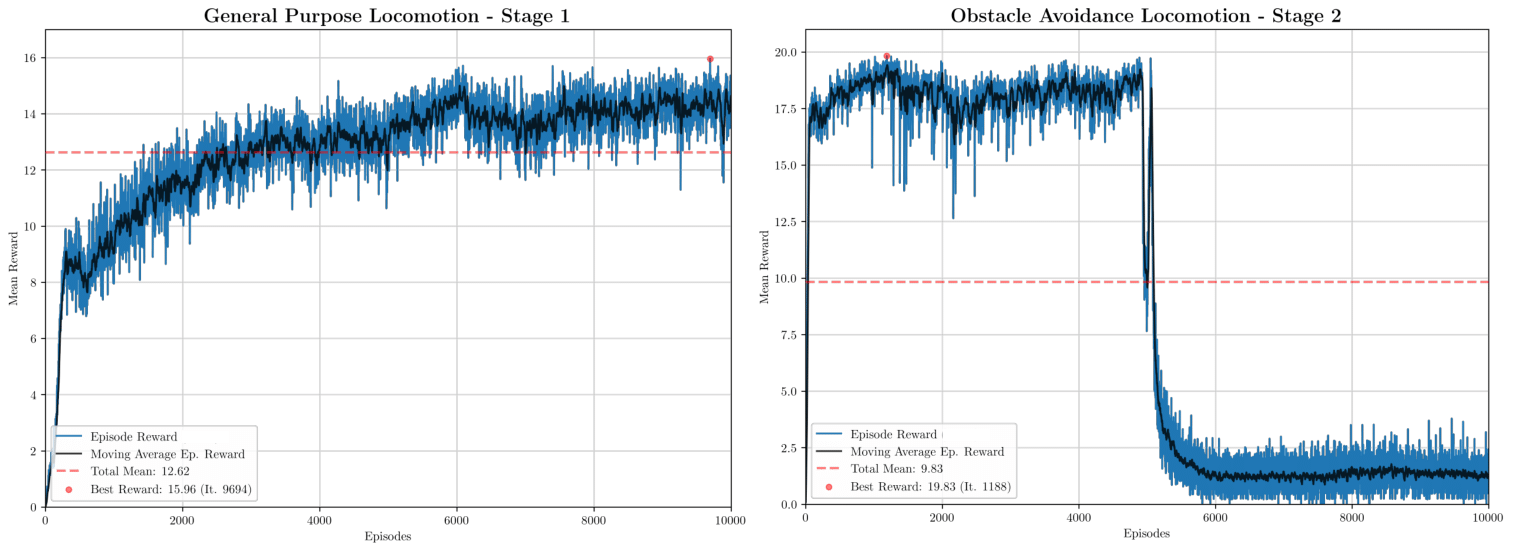 General Purpose Locomotion - Stage 1
Mean Reward
16
14
12
10
8
6
4
2
0
Episode Reward
Moving Average Ep. Reward
Total Mean: 12.62
Best Reward: 15.96 (It. 9694)
0 2000 4000 6000 8000 10000
Episodes
Obstacle Avoidance Locomotion - Stage 2
Mean Reward
20.0
17.5
15.0
12.5
10.0
7.5
5.0
2.5
0.0
Episode Reward
Moving Average Ep. Reward
Total Mean: 9.83
Best Reward: 19.83 (It. 1188)
0 2000 4000 6000 8000 10000
Episodes